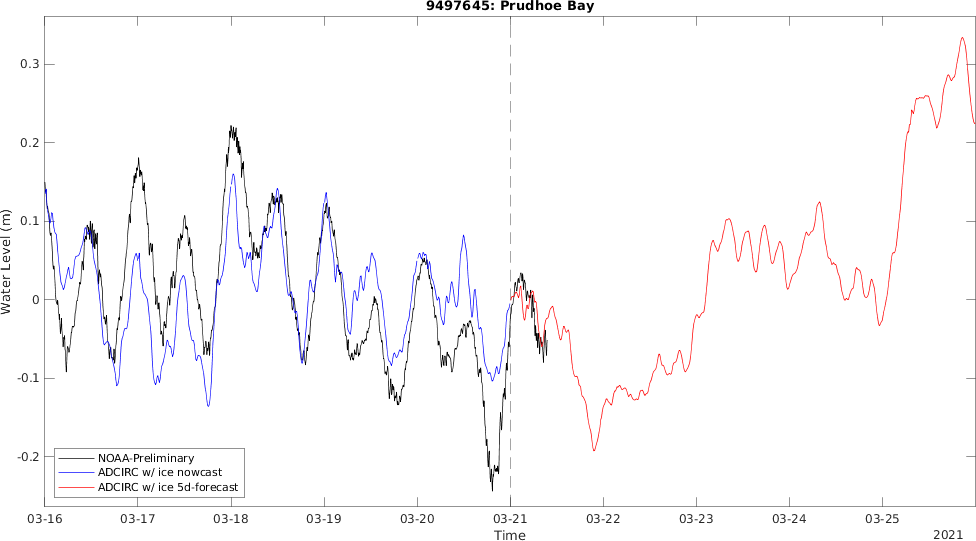 9497645: Prudhoe Bay
0.3
0.2
0.1
0
-0.1
-0.2
Water Level (m)
NOAA-Preliminary
ADCIRC w/ ice nowcast
ADCIRC w/ ice 5d-forecast
03-16 03-17 03-18 03-19 03-20 03-21 03-22 03-23 03-24 03-25
Time
2021